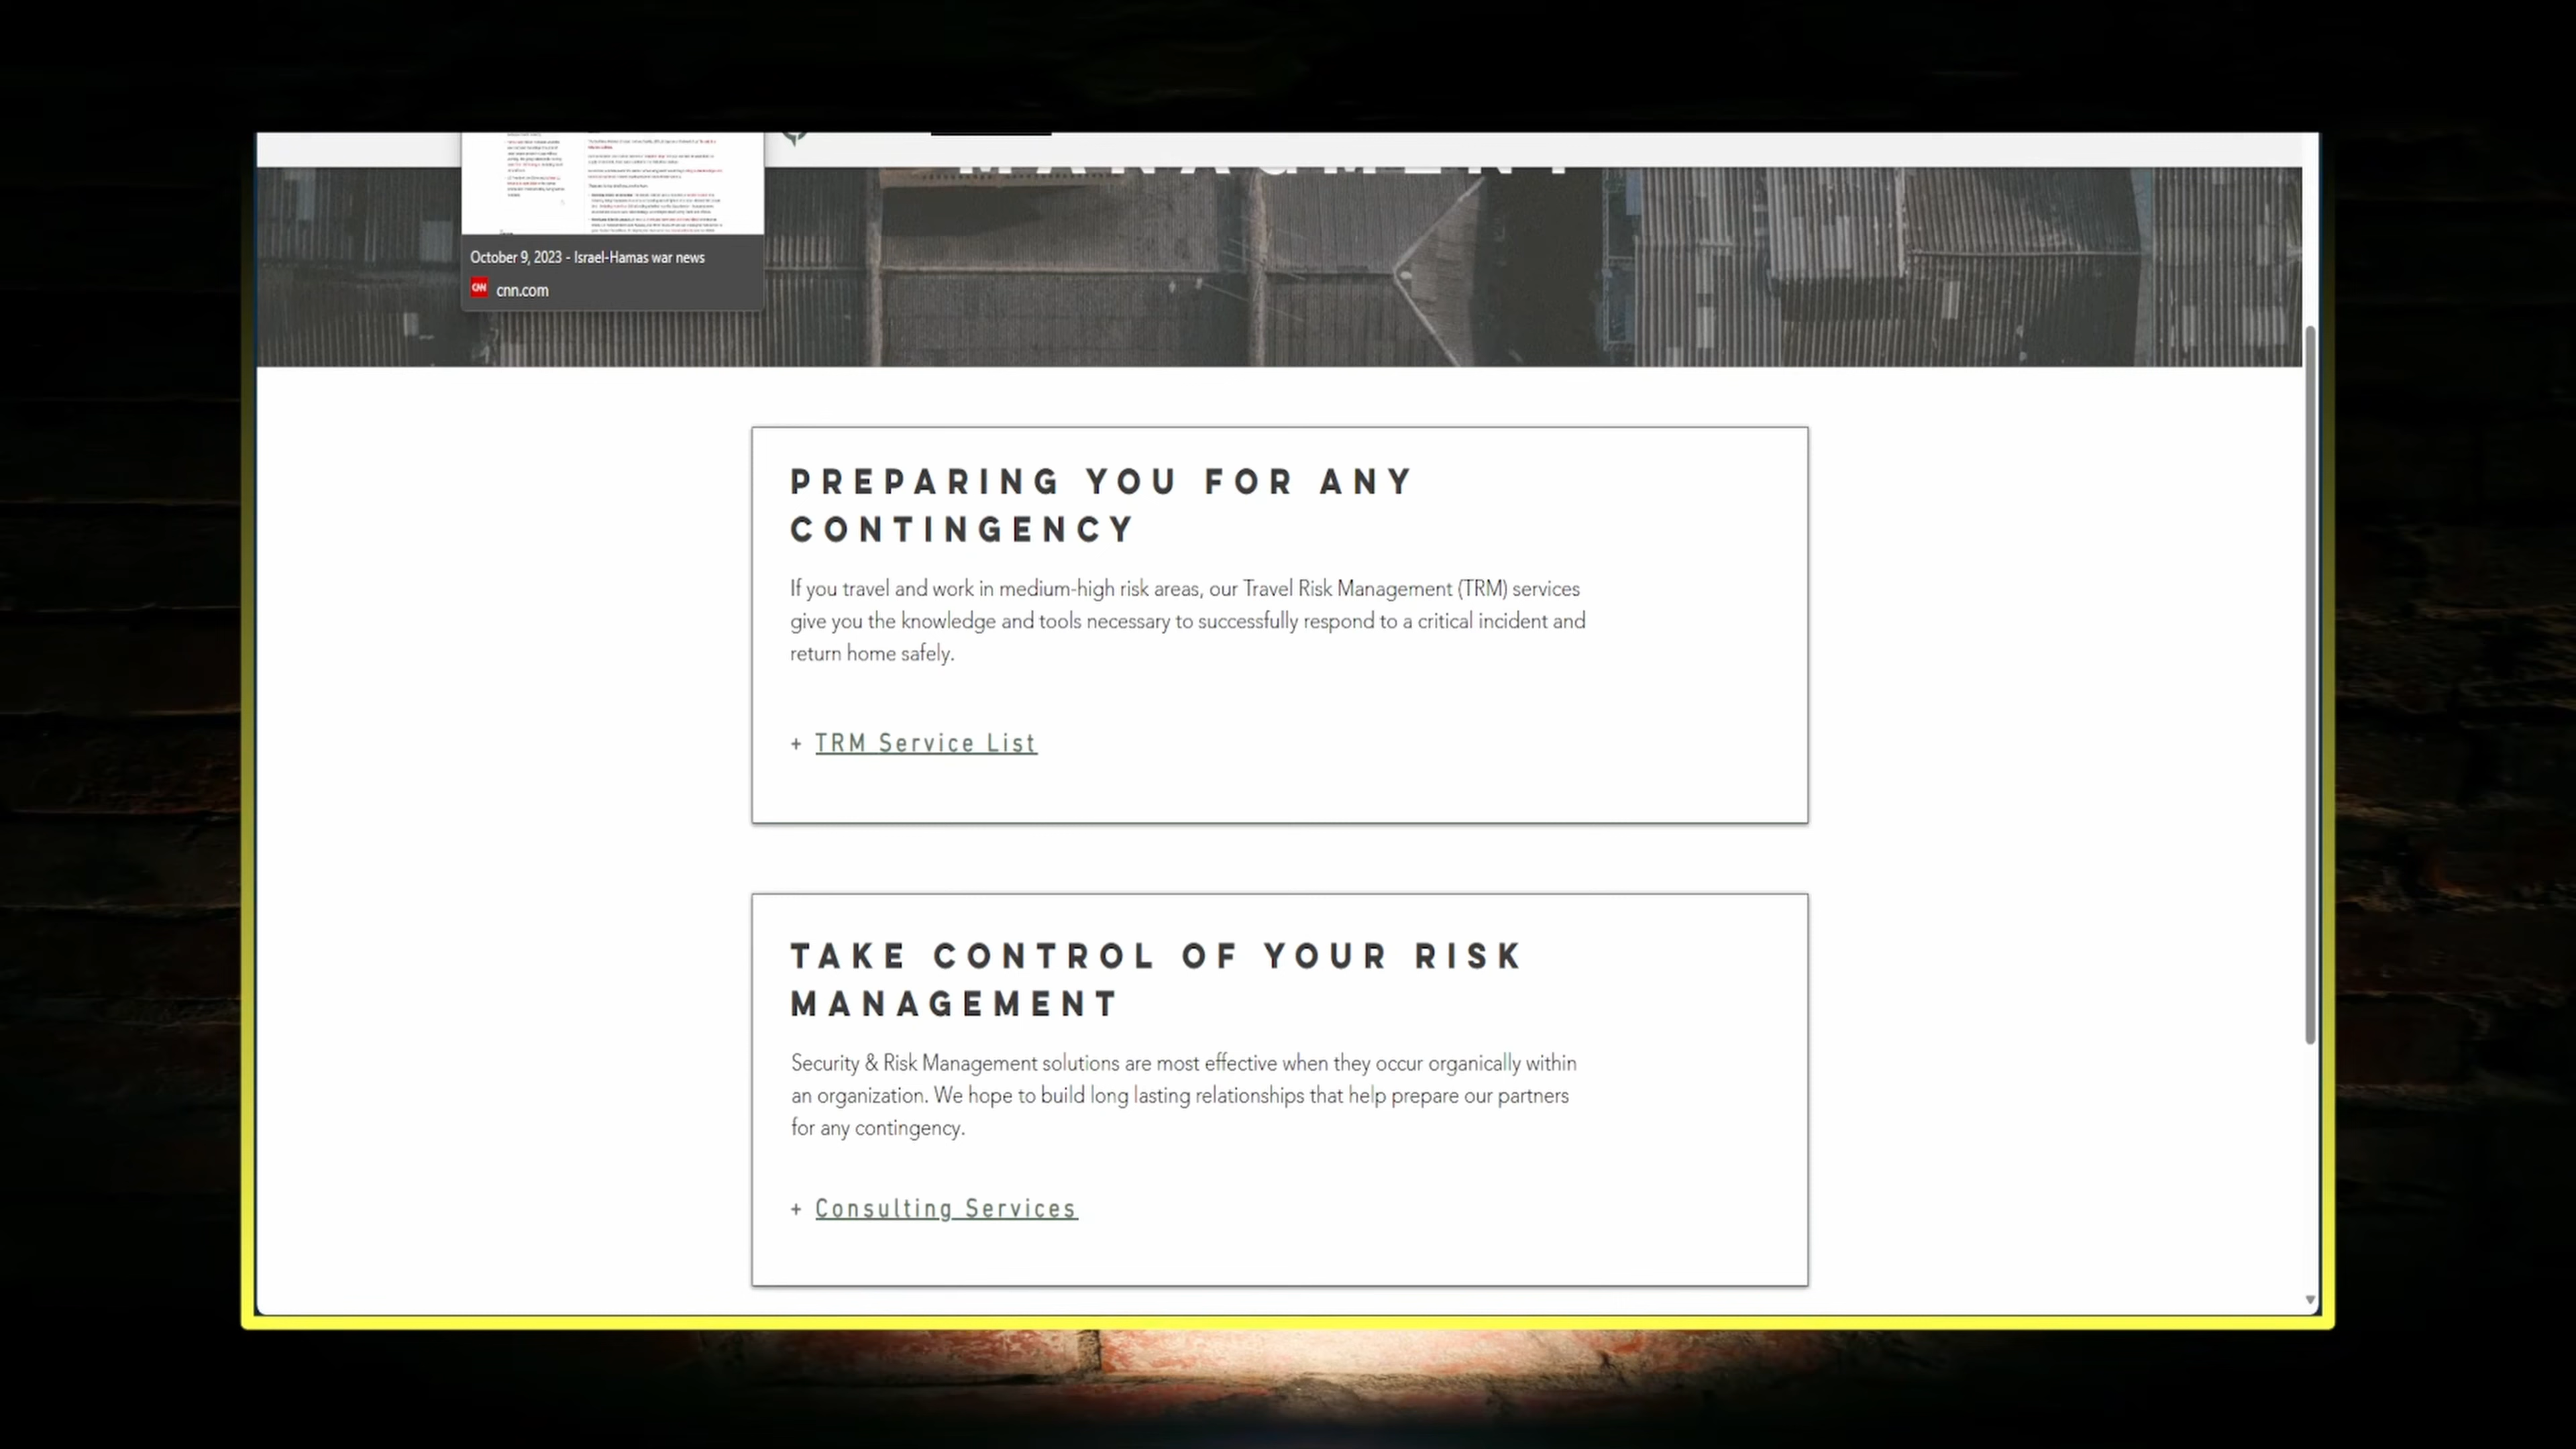 MANAGEMENT
October 9, 2023 - Israel-Hamas war news
CNN cnn.com
PREPARING YOU FOR ANY
CONTINGENCY
If you travel and work in medium-high risk areas, our Travel Risk Management (TRM) services
give you the knowledge and tools necessary to successfully respond to a critical incident and
return home safely.
+ TRM Service List
TAKE CONTROL OF YOUR RISK
MANAGEMENT
Security & Risk Management solutions are most effective when they occur organically within
an organization. We hope to build long lasting relationships that help prepare our partners
for any contingency.
+ Consulting Services